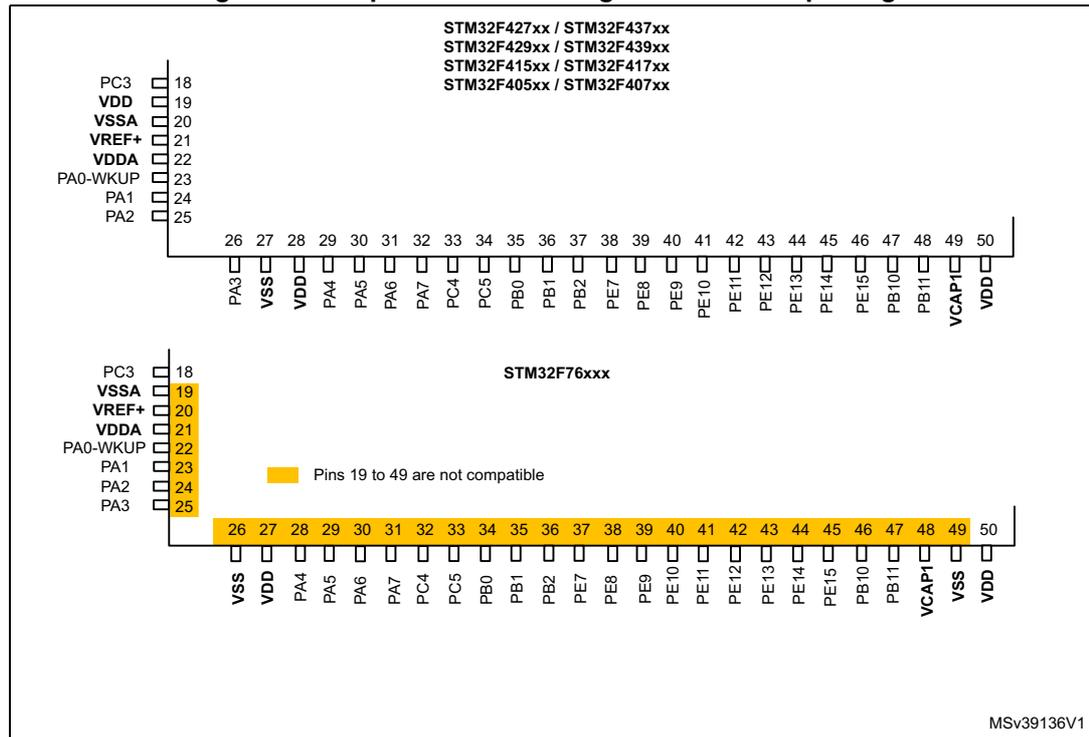 STM32F427xx / STM32F437xx
STM32F429xx / STM32F439xx
STM32F415xx / STM32F417xx
STM32F405xx / STM32F407xx
PC3 18
VDD 19
VSSA 20
VREF+ 21
VDDA 22
PA0-WKUP 23
PA1 24
PA2 25
26 27 28 29 30 31 32 33 34 35 36 37 38 39 40 41 42 43 44 45 46 47 48 49 50
PA3 VSS VDD PA4 PA5 PA6 PA7 PC4 PC5 PB0 PB1 PB2 PE7 PE8 PE9 PE10 PE11 PE12 PE13 PE14 PE15 PB10 PB11 VCAP1 VDD
STM32F76xxx
PC3 18
VSSA 19
VREF+ 20
VDDA 21
PA0-WKUP 22
PA1 23
PA2 24
PA3 25
Pins 19 to 49 are not compatible
26 27 28 29 30 31 32 33 34 35 36 37 38 39 40 41 42 43 44 45 46 47 48 49 50
VSS VDD PA4 PA5 PA6 PA7 PC4 PC5 PB0 PB1 PB2 PE7 PE8 PE9 PE10 PE11 PE12 PE13 PE14 PE15 PB10 PB11 VCAP1 VSS VDD
MSv39136V1